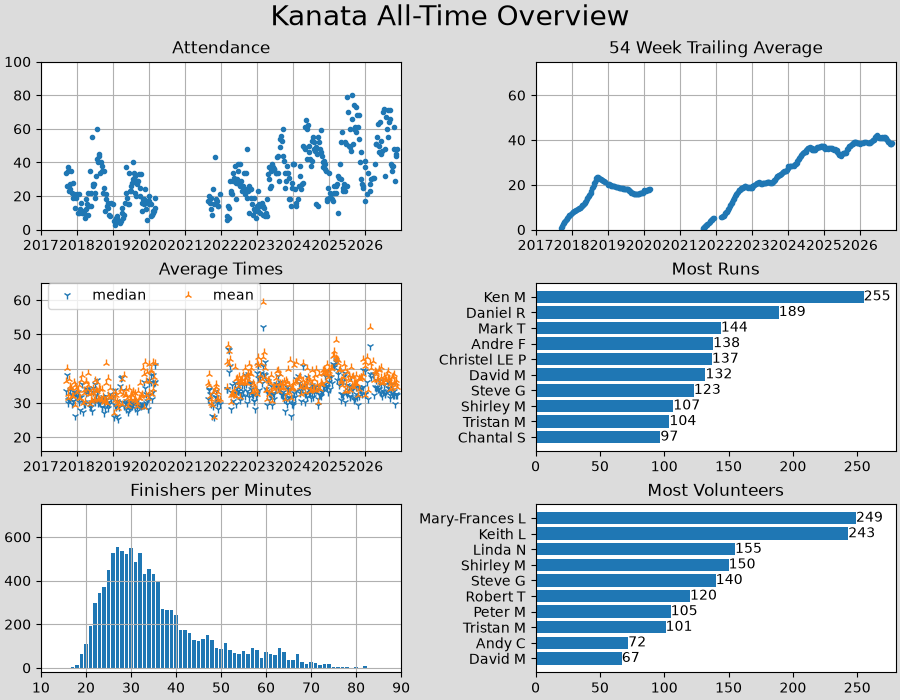 Kanata All-Time Overview
Attendance
100
80
60
40
20
0
2017 2018 2019 2020 2021 2022 2023 2024 2025 2026
54 Week Trailing Average
60
40
20
0
2017 2018 2019 2020 2021 2022 2023 2024 2025 2026
Average Times
median mean
60
50
40
30
20
2017 2018 2019 2020 2021 2022 2023 2024 2025 2026
Most Runs
Ken M 255
Daniel R 189
Mark T 144
Andre F 138
Christel LE P 137
David M 132
Steve G 123
Shirley M 107
Tristan M 104
Chantal S 97
0 50 100 150 200 250
Finishers per Minutes
600
400
200
0
10 20 30 40 50 60 70 80 90
Most Volunteers
Mary-Frances L 249
Keith L 243
Linda N 155
Shirley M 150
Steve G 140
Robert T 120
Peter M 105
Tristan M 101
Andy C 72
David M 67
0 50 100 150 200 250